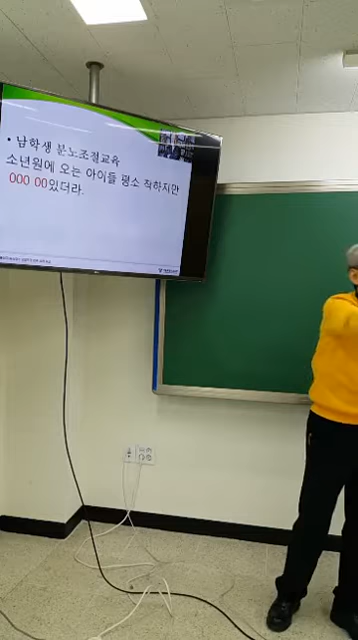 • 남학생 분노조절교육
소년원에 오는 아이들 평소 착하지만
000 00있더라.